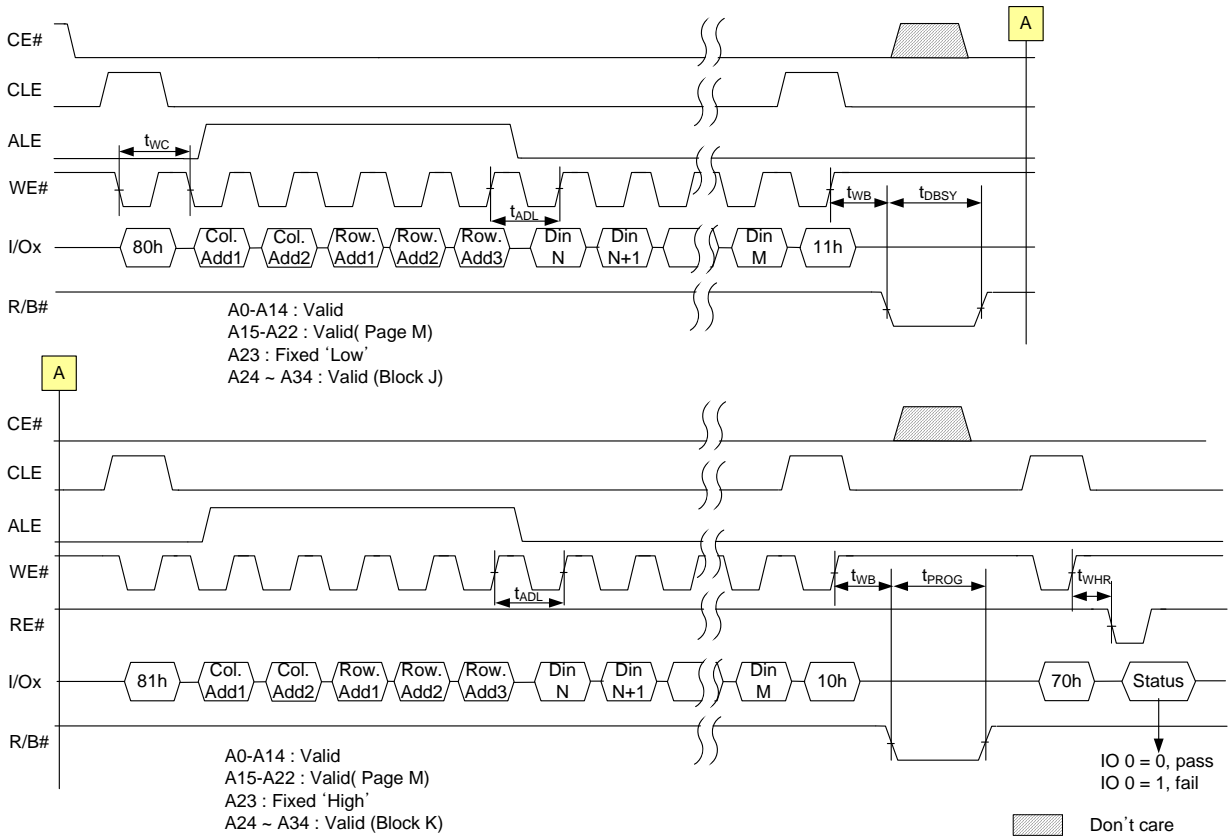 A
CE#
CLE
ALE
tWC
WE#
tADL
tWB
tDBSY
I/Ox
80h
Col. Add1
Col. Add2
Row. Add1
Row. Add2
Row. Add3
Din N
Din N+1
Din M
11h
R/B#
A0-A14 : Valid
A15-A22 : Valid( Page M)
A23 : Fixed ‘Low’
A24 ~ A34 : Valid (Block J)
A
CE#
CLE
ALE
WE#
tADL
tWB
tPROG
tWHR
RE#
I/Ox
81h
Col. Add1
Col. Add2
Row. Add1
Row. Add2
Row. Add3
Din N
Din N+1
Din M
10h
70h
Status
R/B#
A0-A14 : Valid
A15-A22 : Valid( Page M)
A23 : Fixed ‘High’
A24 ~ A34 : Valid (Block K)
IO 0 = 0, pass
IO 0 = 1, fail
Don’t care